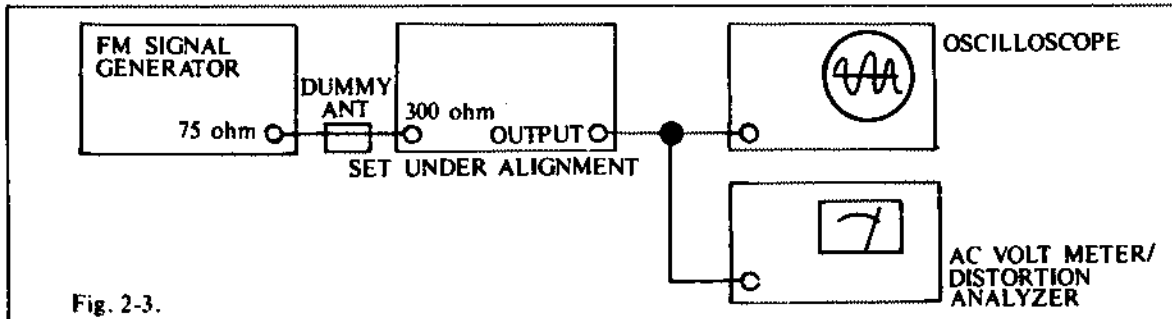 FM SIGNAL
GENERATOR
75 ohm
DUMMY
ANT
300 ohm
OUTPUT
SET UNDER ALIGNMENT
OSCILLOSCOPE
AC VOLT METER/
DISTORTION
ANALYZER
Fig. 2-3.